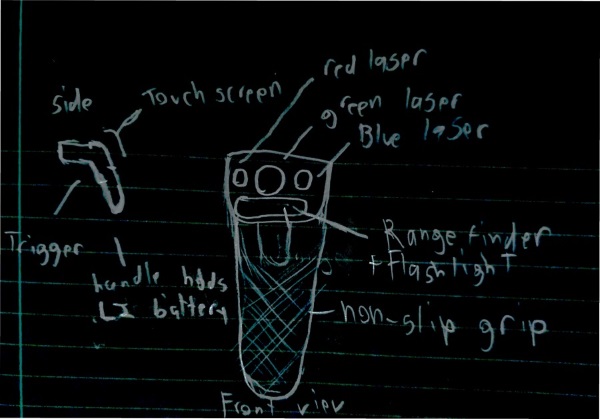 side
Touch screen
red laser
green laser
Blue laser
Trigger
handle holds
LI battery
Range finder
+ Flashlight
non-slip grip
Front view